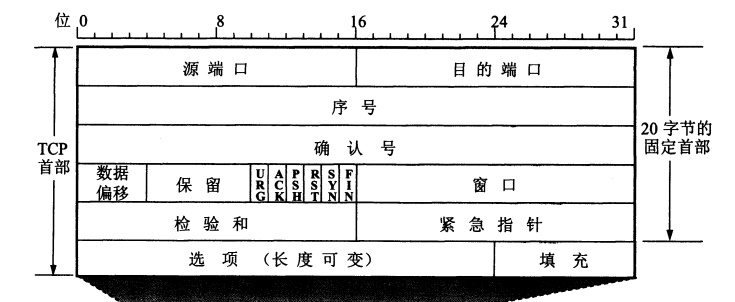 位 0 8 16 24 31
源端口 目的端口
序号
确认号
TCP
首部
20 字节的
固定首部
数据
偏移
保留
URG
ACK
PSH
RST
SYN
FIN
窗口
检验和 紧急指针
选项 (长度可变) 填充